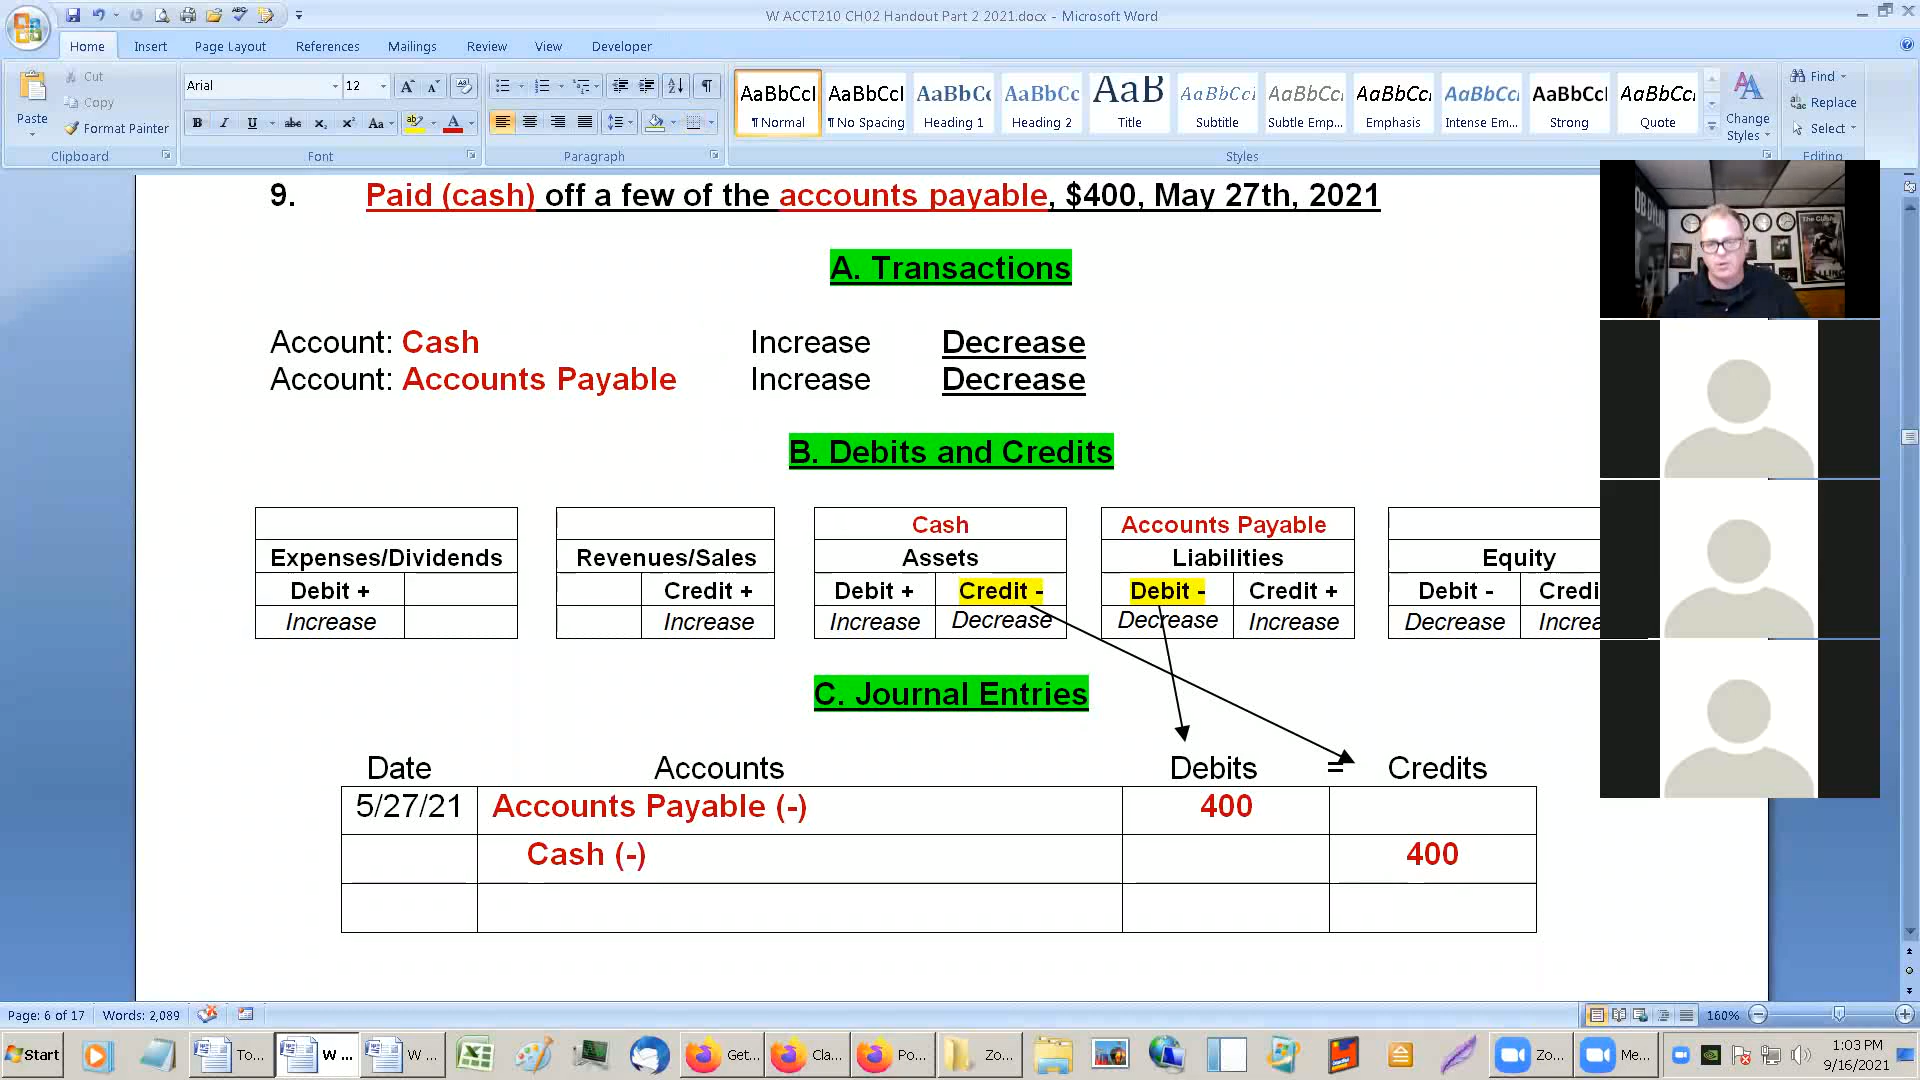 W ACCT210 CH02 Handout Part 2 2021.docx - Microsoft Word
Home Insert Page Layout References Mailings Review View Developer
Cut
Copy
Format Painter
Paste
Clipboard
Arial 12
Font
Paragraph
AaBbCcI AaBbCcI AaBbCc AaBbCc AaB AaBbCcI AaBbCcI AaBbCcI AaBbCcI AaBbCcI AaBbCcI
¶ Normal ¶ No Spacing Heading 1 Heading 2 Title Subtitle Subtle Emp... Emphasis Intense Em... Strong Quote
Styles
Change Styles
Find
Replace
Select
Editing
9. Paid (cash) off a few of the accounts payable, $400, May 27th, 2021
A. Transactions
Account: Cash Increase Decrease
Account: Accounts Payable Increase Decrease
B. Debits and Credits
Cash Accounts Payable
Expenses/Dividends Revenues/Sales Assets Liabilities Equity
Debit + Credit + Debit + Credit - Debit - Credit + Debit - Credi
Increase Increase Increase Decrease Decrease Increase Decrease Increa
C. Journal Entries
Date Accounts Debits = Credits
5/27/21 Accounts Payable (-) 400
Cash (-) 400
Page: 6 of 17 Words: 2,089 160%
Start To... W ... W ... Get... Cla... Po... Zo... Zo... Me... 1:03 PM
9/16/2021